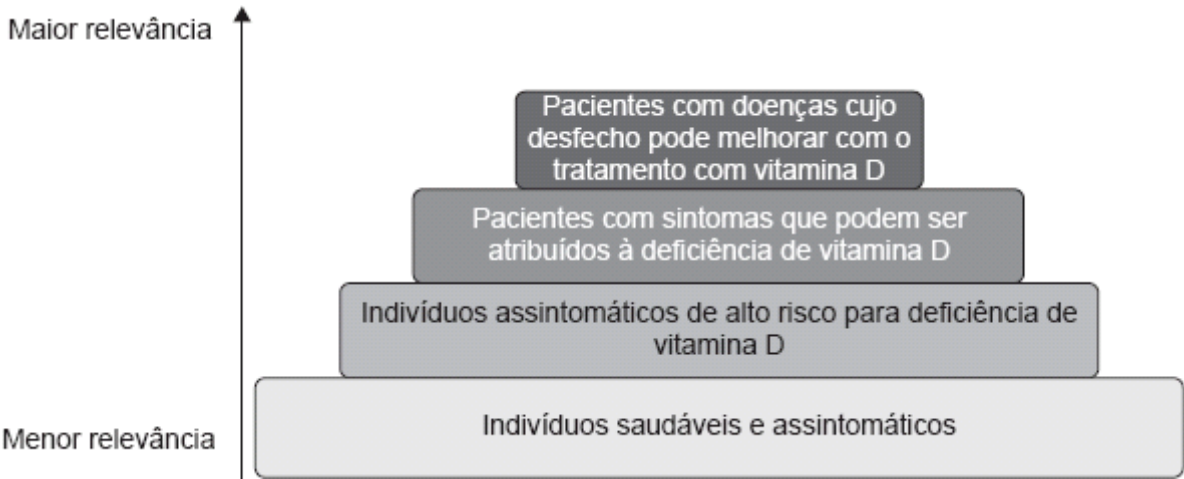 Maior relevância
Pacientes com doenças cujo
desfecho pode melhorar com o
tratamento com vitamina D
Pacientes com sintomas que podem ser
atribuídos à deficiência de vitamina D
Indivíduos assintomáticos de alto risco para deficiência de
vitamina D
Indivíduos saudáveis e assintomáticos
Menor relevância